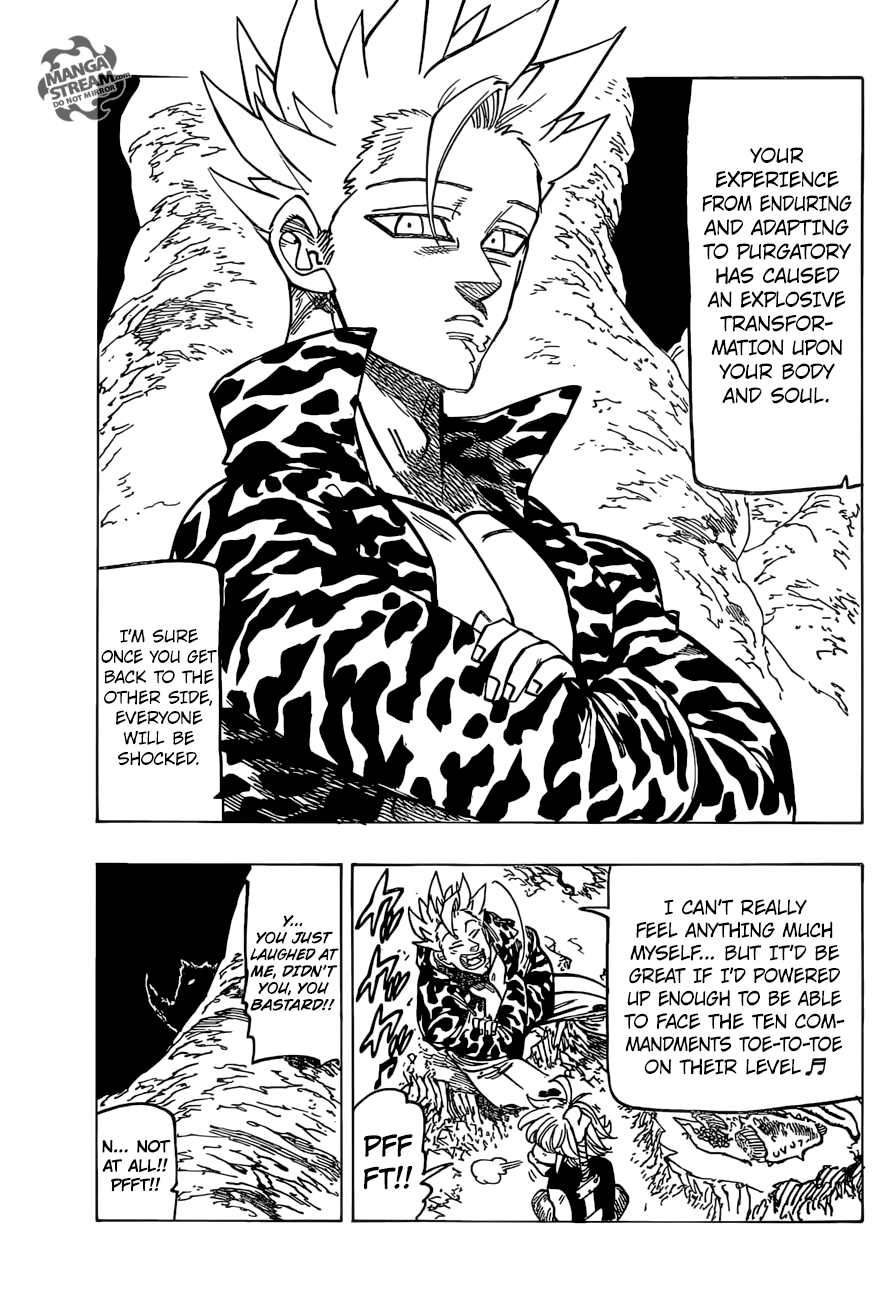 MANGA
STREAM.com
DO NOT MIRROR
YOUR
EXPERIENCE
FROM ENDURING
AND ADAPTING
TO PURGATORY
HAS CAUSED
AN EXPLOSIVE
TRANSFOR-
MATION UPON
YOUR BODY
AND SOUL.
I'M SURE
ONCE YOU GET
BACK TO THE
OTHER SIDE,
EVERYONE
WILL BE
SHOCKED.
I CAN'T REALLY
FEEL ANYTHING MUCH
MYSELF... BUT IT'D BE
GREAT IF I'D POWERED
UP ENOUGH TO BE ABLE
TO FACE THE TEN COM-
MANDMENTS TOE-TO-TOE
ON THEIR LEVEL ♬
PFF
FT!!
Y...
YOU JUST
LAUGHED AT
ME, DIDN'T
YOU, YOU
BASTARD!!
N... NOT
AT ALL!!
PFFT!!